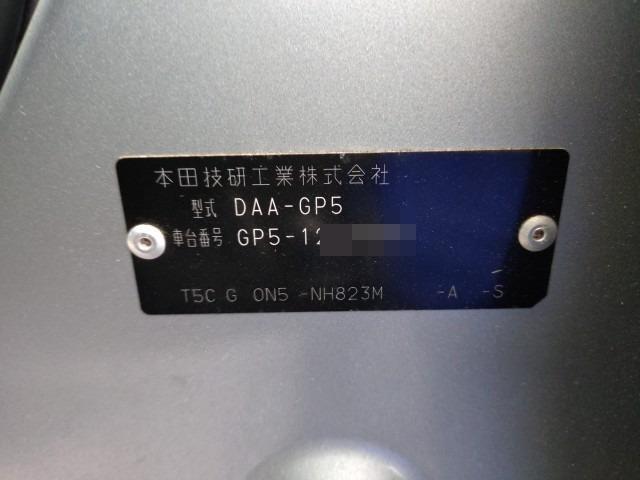 本田技研工業株式会社
型式 DAA-GP5
車台番号 GP5-12
T5C G 0N5 -NH823M -A -S